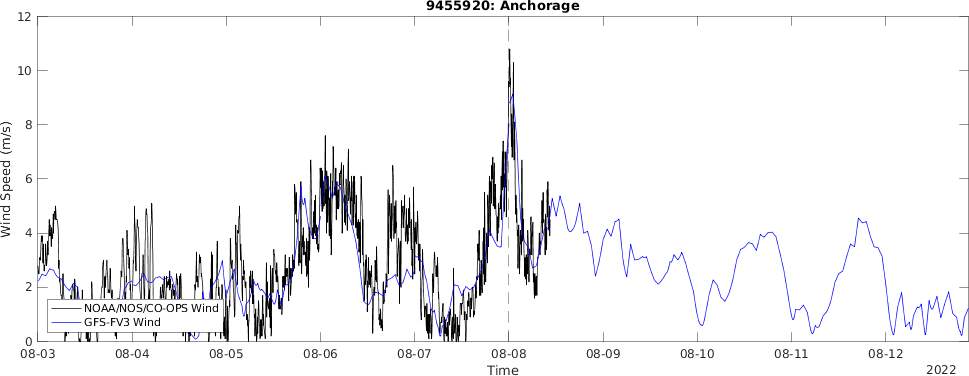 9455920: Anchorage
12
10
8
6
4
2
0
Wind Speed (m/s)
NOAA/NOS/CO-OPS Wind
GFS-FV3 Wind
08-03 08-04 08-05 08-06 08-07 08-08 08-09 08-10 08-11 08-12
Time
2022